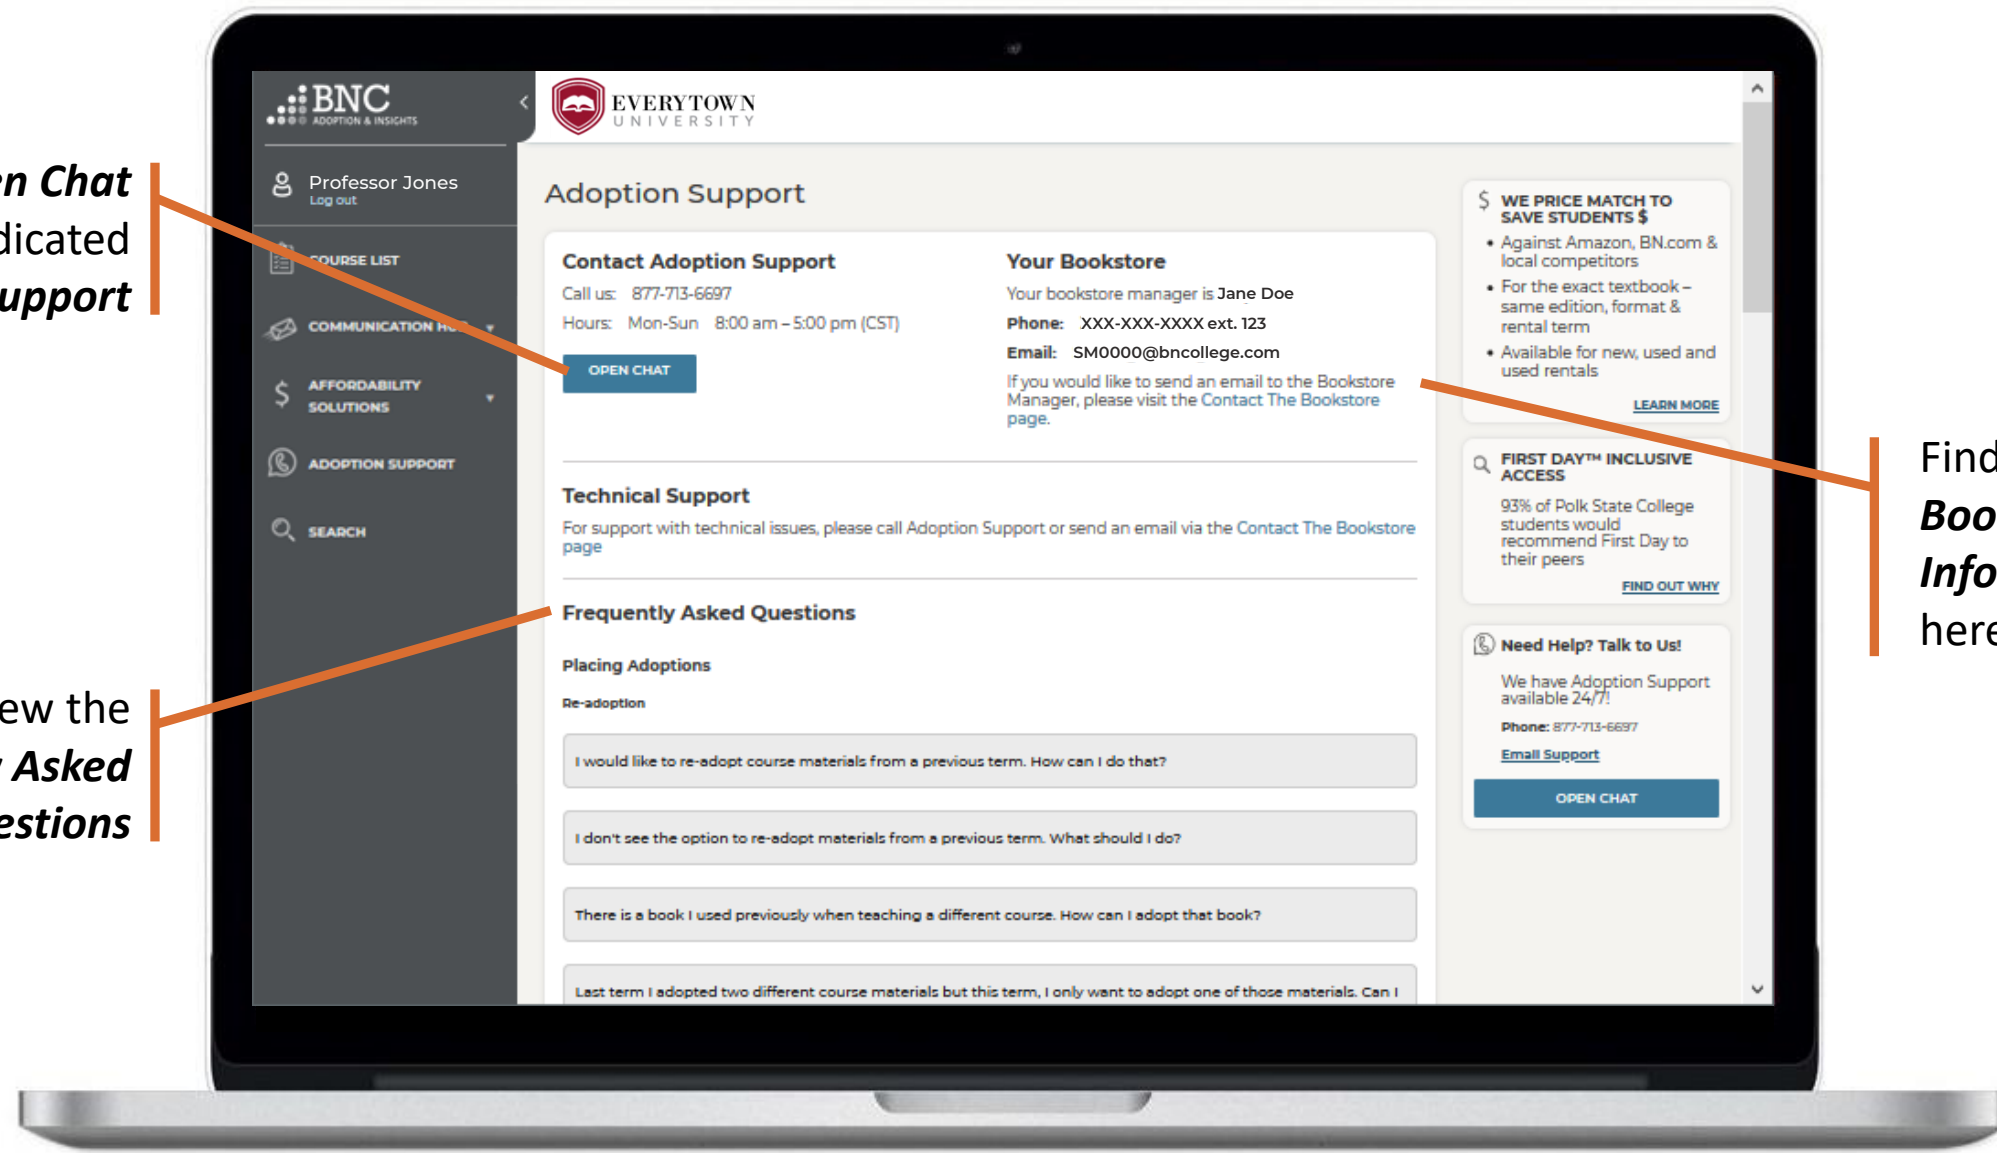 en Chat
dicated
upport
ew the
Asked
estions
BNC
ADOPTION & INSIGHTS
Professor Jones
Log out
COURSE LIST
COMMUNICATION HUB
AFFORDABILITY
SOLUTIONS
ADOPTION SUPPORT
SEARCH
EVERYTOWN
UNIVERSITY
Adoption Support
Contact Adoption Support
Call us: 877-713-6697
Hours: Mon-Sun 8:00 am – 5:00 pm (CST)
OPEN CHAT
Your Bookstore
Your bookstore manager is Jane Doe
Phone: XXX-XXX-XXXX ext. 123
Email: SM0000@bncollege.com
If you would like to send an email to the Bookstore
Manager, please visit the Contact The Bookstore
page.
Technical Support
For support with technical issues, please call Adoption Support or send an email via the Contact The Bookstore
page
Frequently Asked Questions
Placing Adoptions
Re-adoption
I would like to re-adopt course materials from a previous term. How can I do that?
I don't see the option to re-adopt materials from a previous term. What should I do?
There is a book I used previously when teaching a different course. How can I adopt that book?
Last term I adopted two different course materials but this term, I only want to adopt one of those materials. Can I
$ WE PRICE MATCH TO
SAVE STUDENTS $
• Against Amazon, BN.com &
local competitors
• For the exact textbook –
same edition, format &
rental term
• Available for new, used and
used rentals
LEARN MORE
FIRST DAY™ INCLUSIVE
ACCESS
93% of Polk State College
students would
recommend First Day to
their peers
FIND OUT WHY
Need Help? Talk to Us!
We have Adoption Support
available 24/7!
Phone: 877-713-6697
Email Support
OPEN CHAT
Find
Boo
Info
here